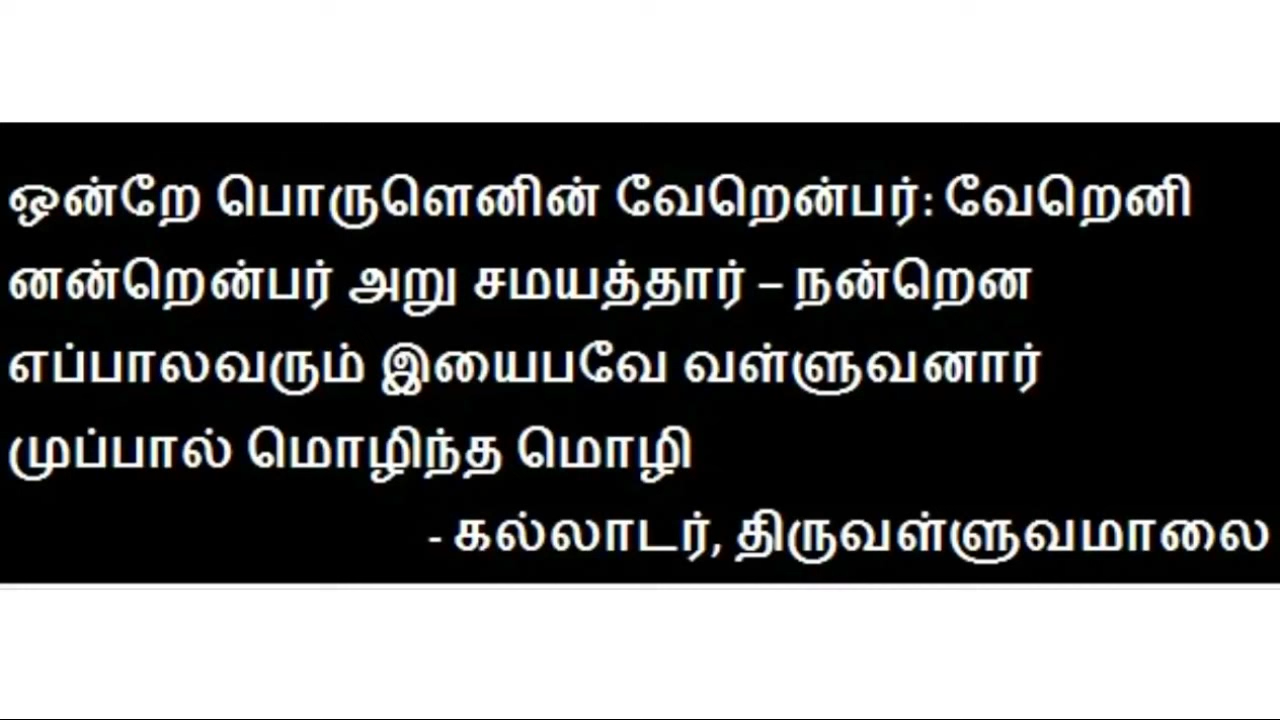 ஒன்றே பொருளெனின் வேறென்பர்: வேறெனி
னன்றென்பர் அறு சமயத்தார் – நன்றென
எப்பாலவரும் இயைபவே வள்ளுவனார்
முப்பால் மொழிந்த மொழி
- கல்லாடர், திருவள்ளுவமாலை